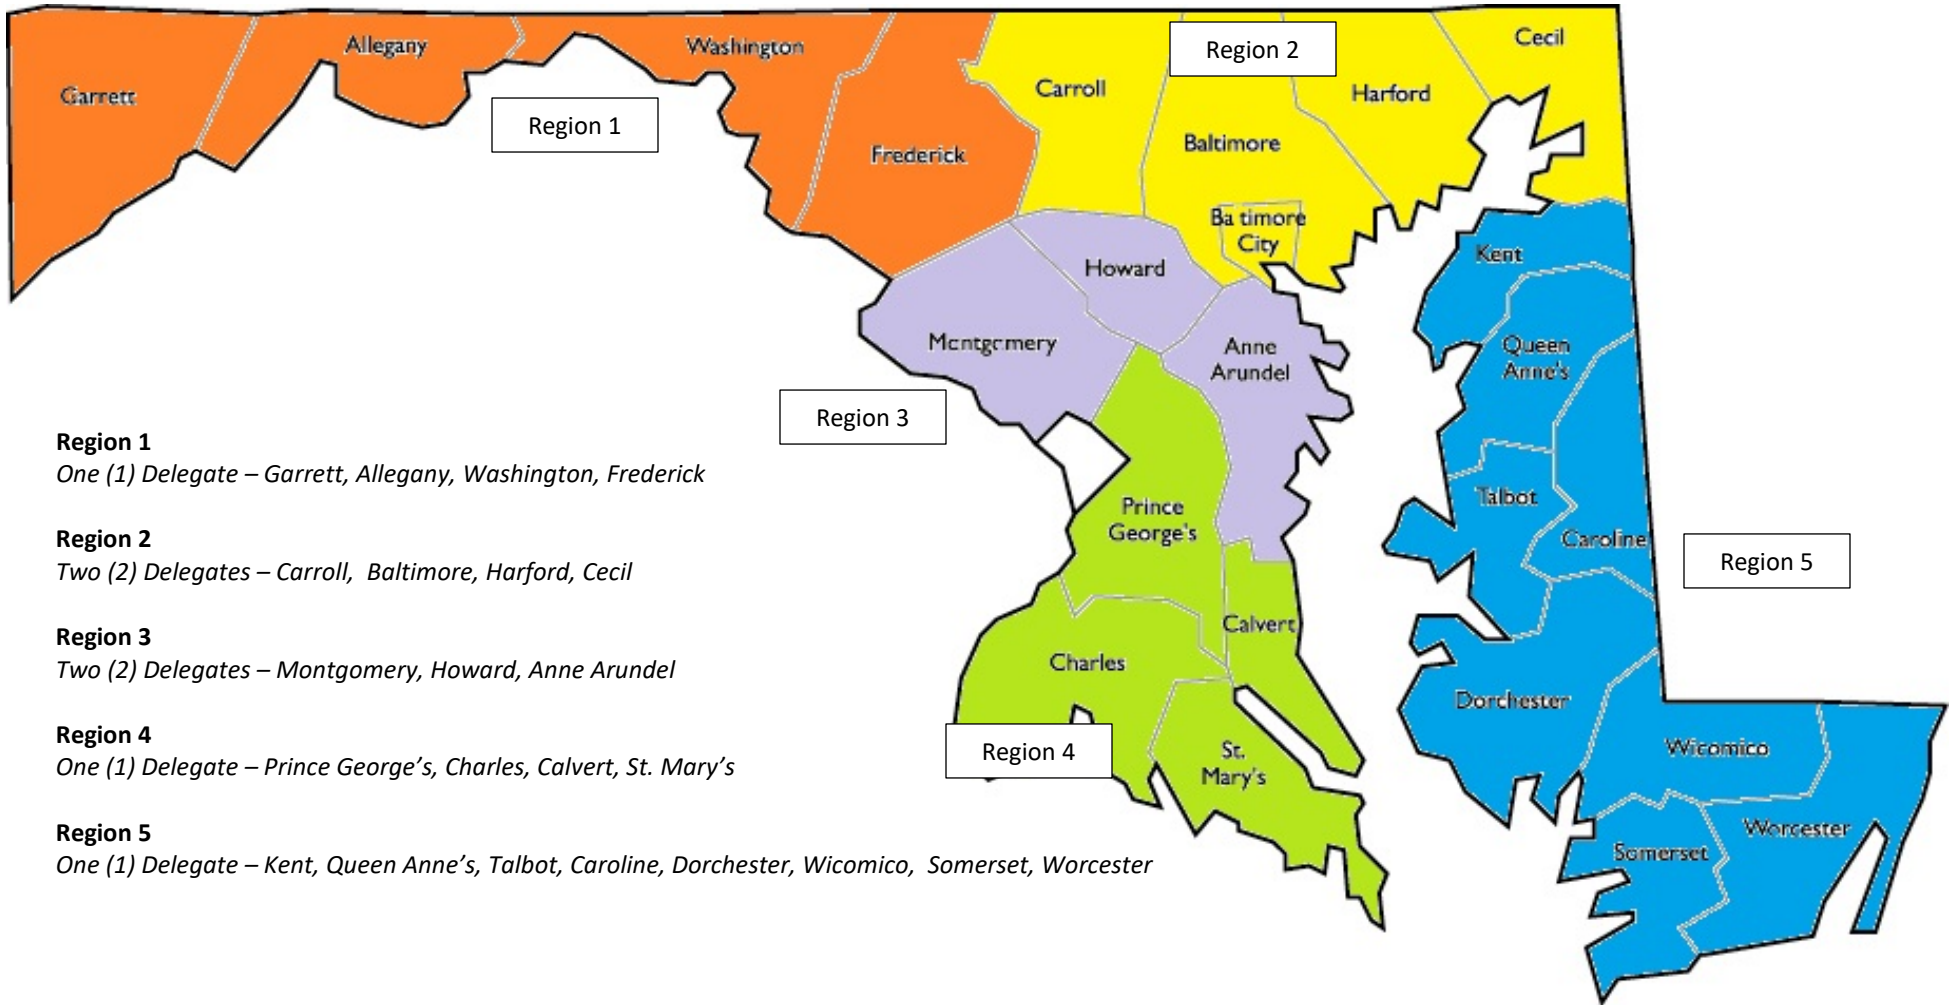 Garrett
Allegany
Washington
Frederick
Region 1
Carroll
Region 2
Baltimore
Harford
Cecil
Ba timore
City
Howard
Montgomery
Anne
Arundel
Region 3
Kent
Queen
Anne's
Talbot
Caroline
Region 5
Prince
George's
Calvert
Charles
St.
Mary's
Region 4
Dorchester
Wicomico
Worcester
Somerset
Region 1
One (1) Delegate – Garrett, Allegany, Washington, Frederick
Region 2
Two (2) Delegates – Carroll,  Baltimore, Harford, Cecil
Region 3
Two (2) Delegates – Montgomery, Howard, Anne Arundel
Region 4
One (1) Delegate – Prince George’s, Charles, Calvert, St. Mary’s
Region 5
One (1) Delegate – Kent, Queen Anne’s, Talbot, Caroline, Dorchester, Wicomico,  Somerset, Worcester